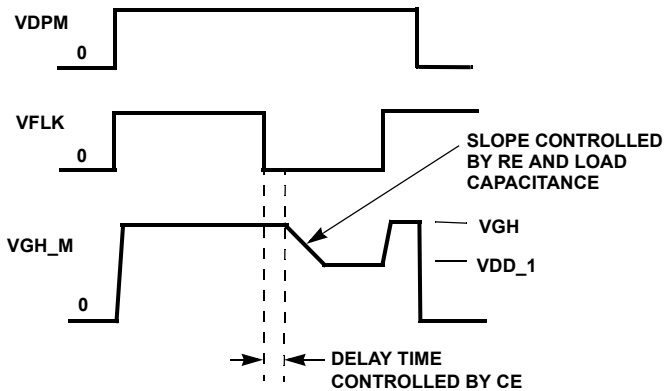 VDPM
0
VFLK
0
SLOPE CONTROLLED
BY RE AND LOAD
CAPACITANCE
VGH_M
VGH
VDD_1
0
DELAY TIME
CONTROLLED BY CE